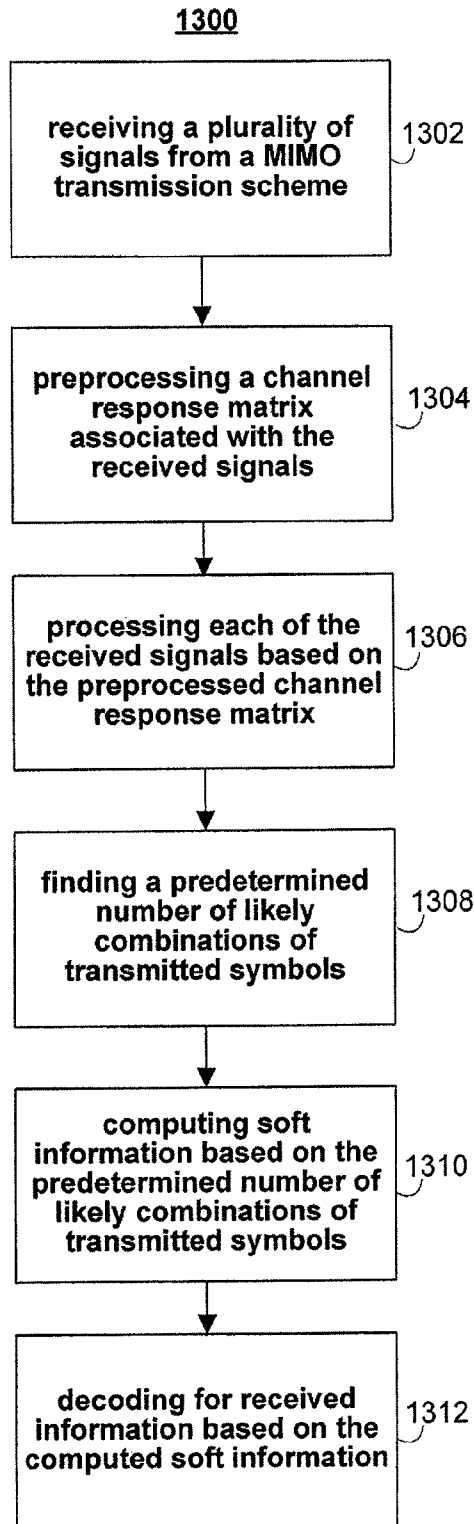 1300
receiving a plurality of
signals from a MIMO
transmission scheme
1302
preprocessing a channel
response matrix
associated with the
received signals
1304
processing each of the
received signals based on
the preprocessed channel
response matrix
1306
finding a predetermined
number of likely
combinations of
transmitted symbols
1308
computing soft
information based on the
predetermined number of
likely combinations of
transmitted symbols
1310
decoding for received
information based on the
computed soft information
1312